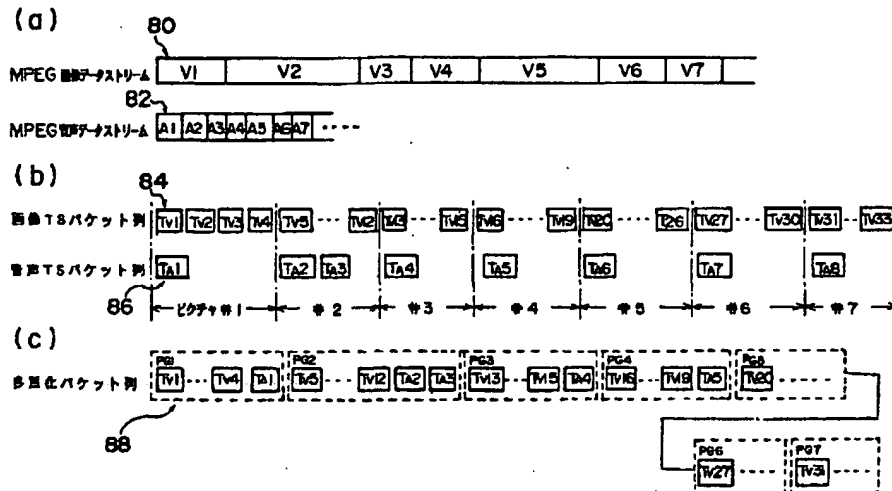 (a)
80
MPEG 画像データストリーム V1 V2 V3 V4 V5 V6 V7
82
MPEG 音声データストリーム A1 A2 A3 A4 A5 A6 A7 ----
(b)
84
画像TSパケット列 Tv1 Tv2 Tv3 Tv4 Tv5 --- Tv12 Tv13 --- Tv15 Tv16 --- Tv19 Tv20 ---- T26 Tv27 --- Tv30 Tv31 --- Tv33
音声TSパケット列 TA1 TA2 TA3 TA4 TA5 TA6 TA7 TA8
86
ピクチャ#1 #2 #3 #4 #5 #6 #7
(c)
PG1 PG2 PG3 PG4 PG5
多重化パケット列 Tv1 --- Tv4 TA1 Tv5 --- Tv12 TA2 TA3 Tv13 --- Tv15 TA4 Tv16 --- Tv19 TA5 Tv20 -----
88
PG6 PG7
Tv27 ---- Tv31 ----